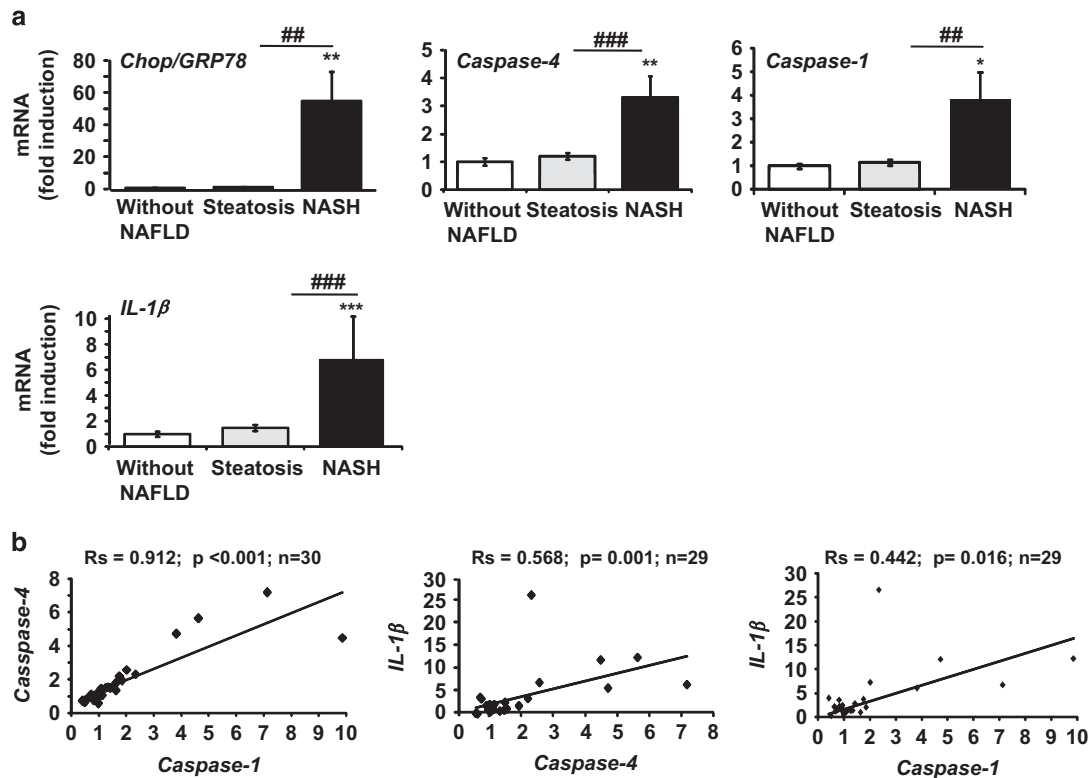 a
##
###
##
Chop/GRP78
**
Caspase-4
**
Caspase-1
*
mRNA
(fold induction)
80
60
40
20
0
5
4
3
2
1
0
6
5
4
3
2
1
0
Without NAFLD
Steatosis
NASH
Without NAFLD
Steatosis
NASH
Without NAFLD
Steatosis
NASH
###
IL-1β
***
mRNA
(fold induction)
10
8
6
4
2
0
Without NAFLD
Steatosis
NASH
b
Rs = 0.912; p <0.001; n=30
Casspase-4
8
6
4
2
0
0 1 2 3 4 5 6 7 8 9 10
Caspase-1
Rs = 0.568; p= 0.001; n=29
IL-1β
30
25
20
15
10
5
0
0 1 2 3 4 5 6 7 8
Caspase-4
Rs = 0.442; p= 0.016; n=29
IL-1β
30
25
20
15
10
5
0
0 1 2 3 4 5 6 7 8 9 10
Caspase-1